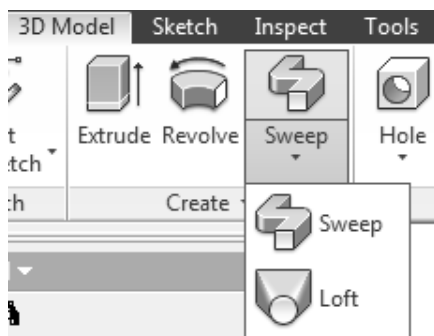 3D Model Sketch Inspect Tools
Extrude Revolve Sweep Hole
Create
Sweep
Loft